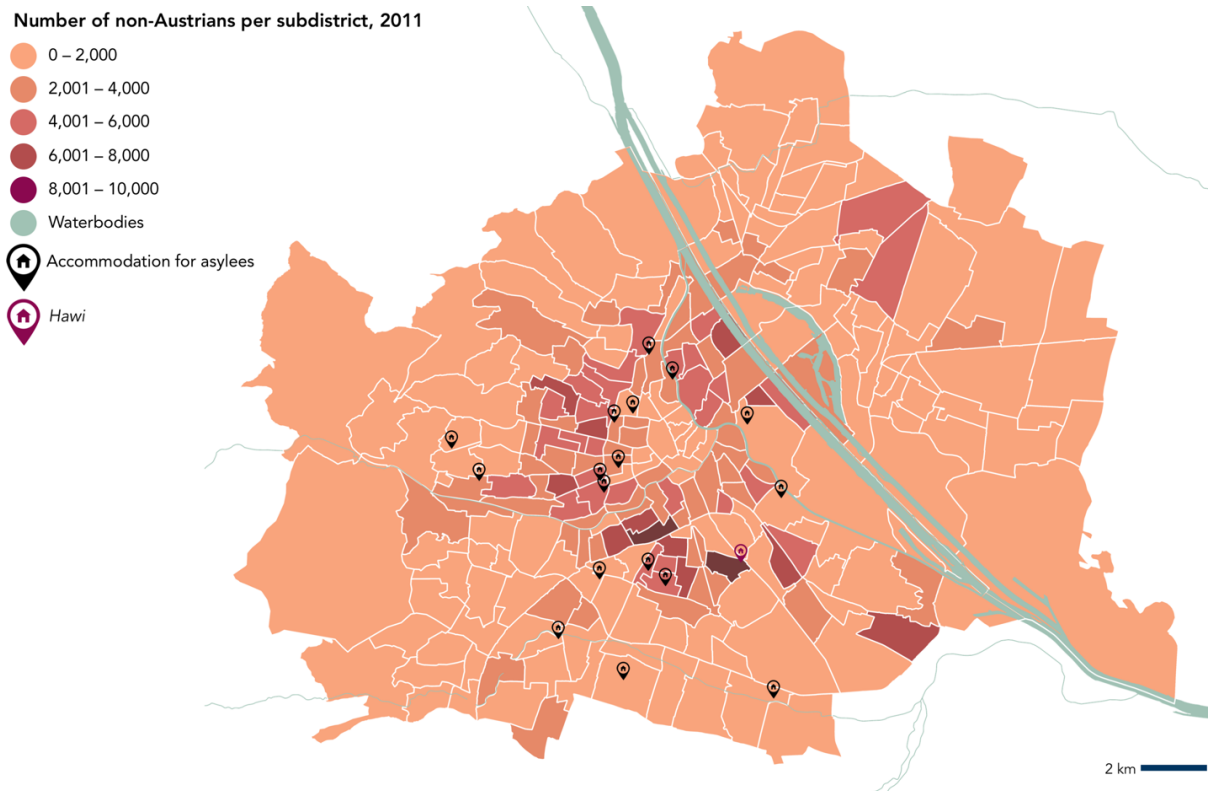 Number of non-Austrians per subdistrict, 2011
0 – 2,000
2,001 – 4,000
4,001 – 6,000
6,001 – 8,000
8,001 – 10,000
Waterbodies
Accommodation for asylees
Hawi
2 km